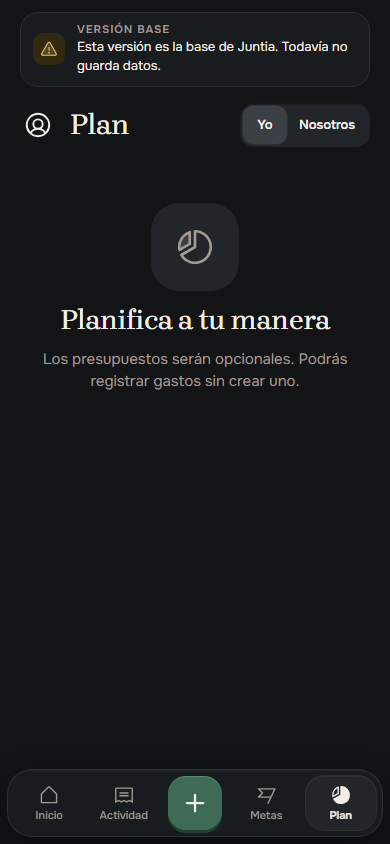 VERSIÓN BASE
Esta versión es la base de Juntia. Todavía no
guarda datos.
Plan
Yo
Nosotros
Planifica a tu manera
Los presupuestos serán opcionales. Podrás
registrar gastos sin crear uno.
Inicio
Actividad
Metas
Plan